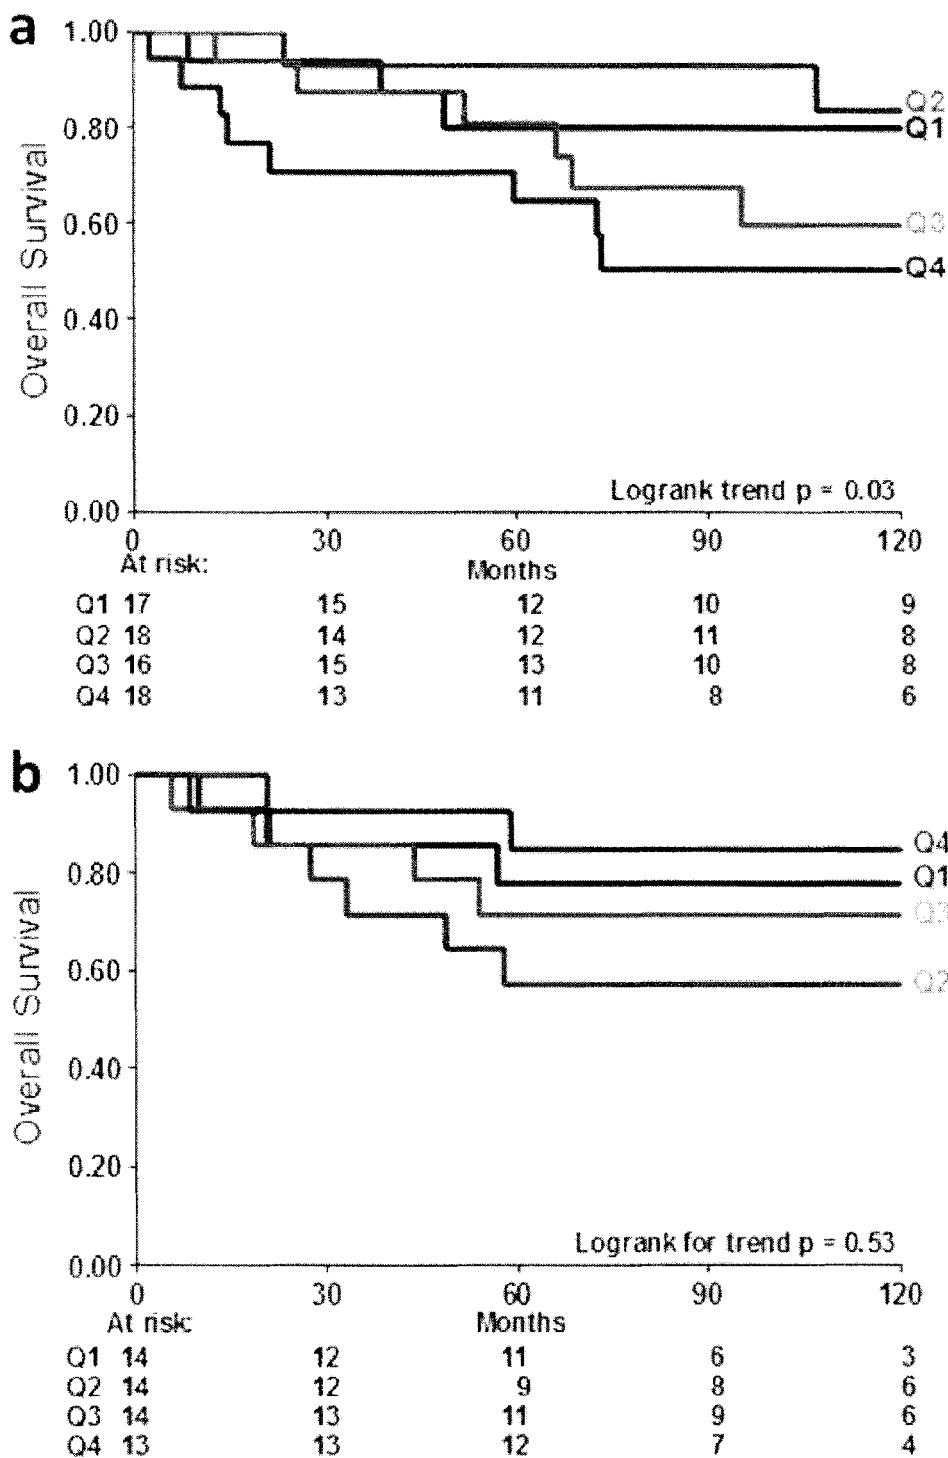 a
1.00
0.80
0.60
0.40
0.20
0.00
Overall Survival
Q2
Q1
Q3
Q4
Logrank trend p = 0.03
0 30 60 90 120
At risk:
Months
Q1 17 15 12 10 9
Q2 18 14 12 11 8
Q3 16 15 13 10 8
Q4 18 13 11 8 6
b
1.00
0.80
0.60
0.40
0.20
0.00
Overall Survival
Q4
Q1
Q3
Q2
Logrank for trend p = 0.53
0 30 60 90 120
At risk:
Months
Q1 14 12 11 6 3
Q2 14 12 9 8 6
Q3 14 13 11 9 6
Q4 13 13 12 7 4